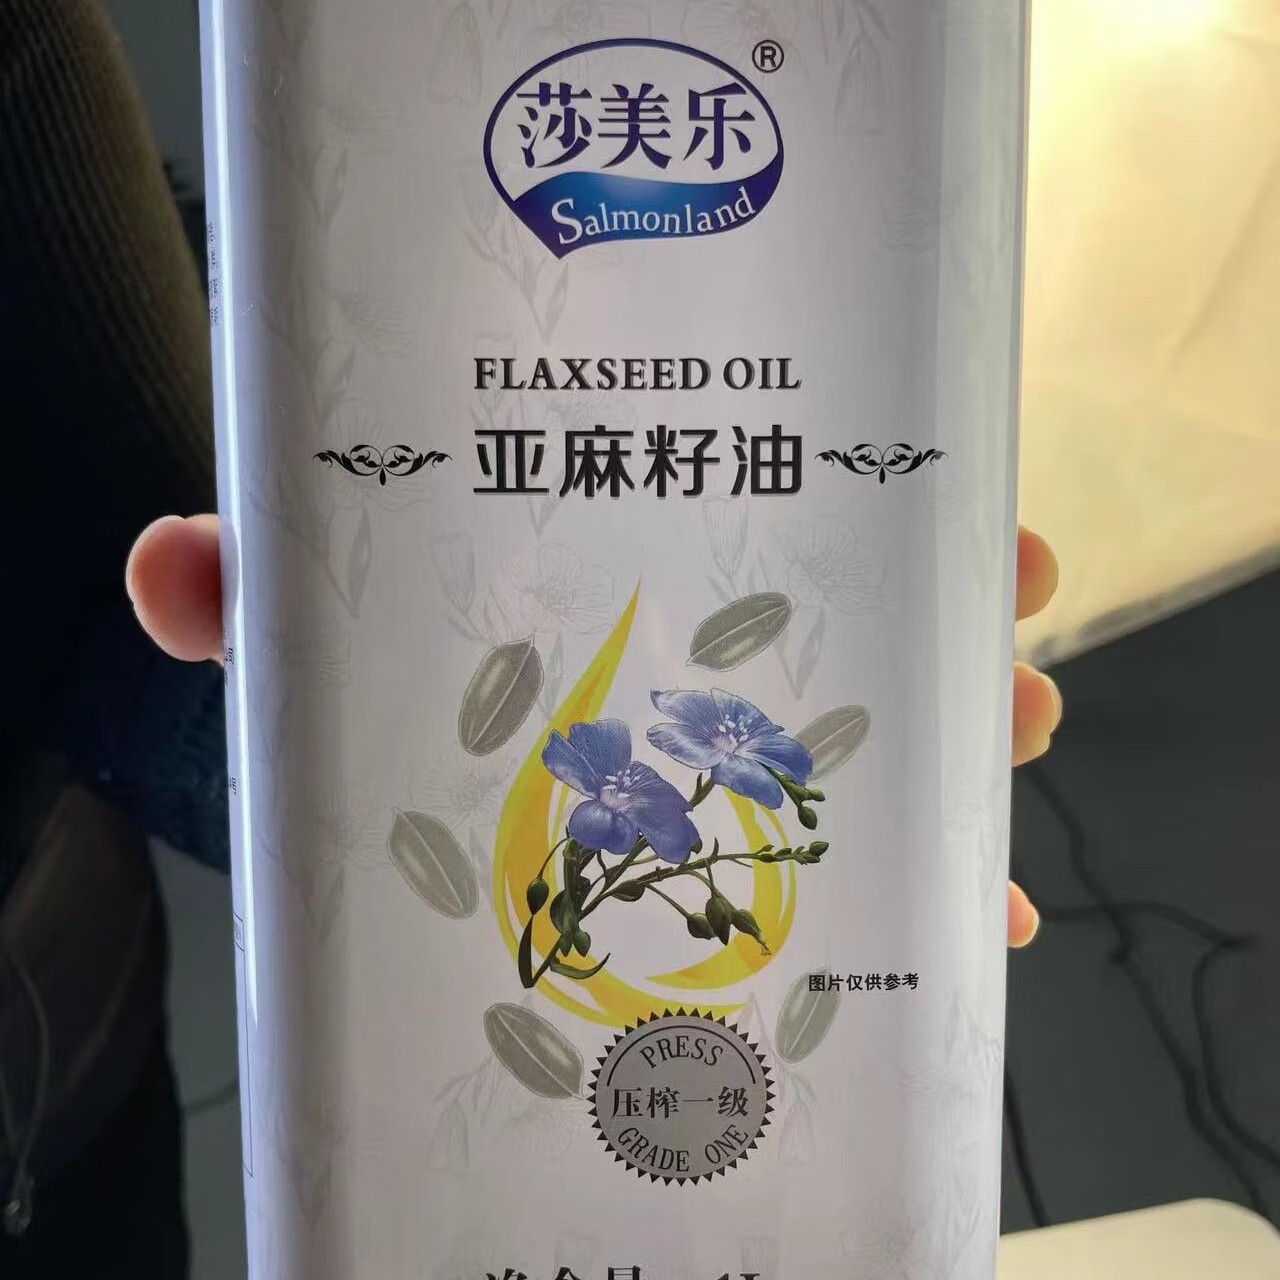 莎美乐®
Salmonland
FLAXSEED OIL
亚麻籽油
图片仅供参考
PRESS
压榨一级
GRADE ONE